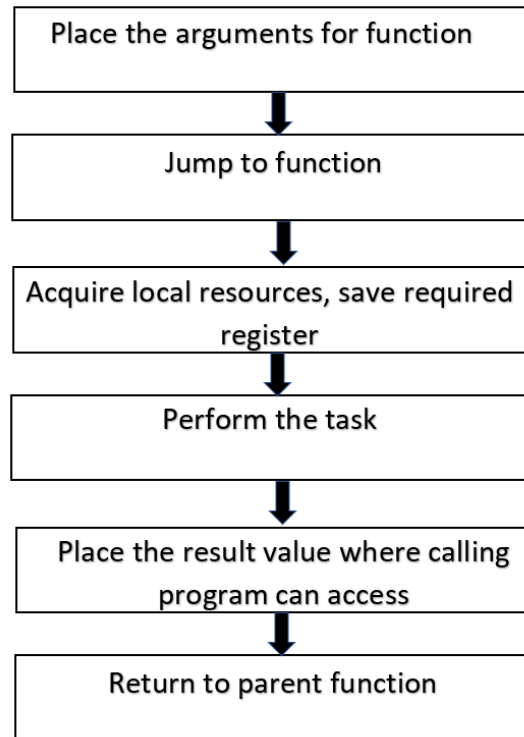 Place the arguments for function
Jump to function
Acquire local resources, save required
register
Perform the task
Place the result value where calling
program can access
Return to parent function